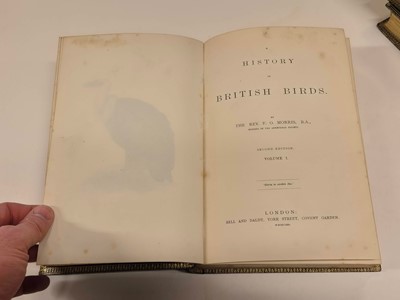 A
HISTORY
OF
BRITISH BIRDS.
BY
THE REV. F. O. MORRIS, B.A.,
SECOND EDITION.
VOLUME I.
LONDON:
BELL AND DALDY, YORK STREET, COVENT GARDEN.